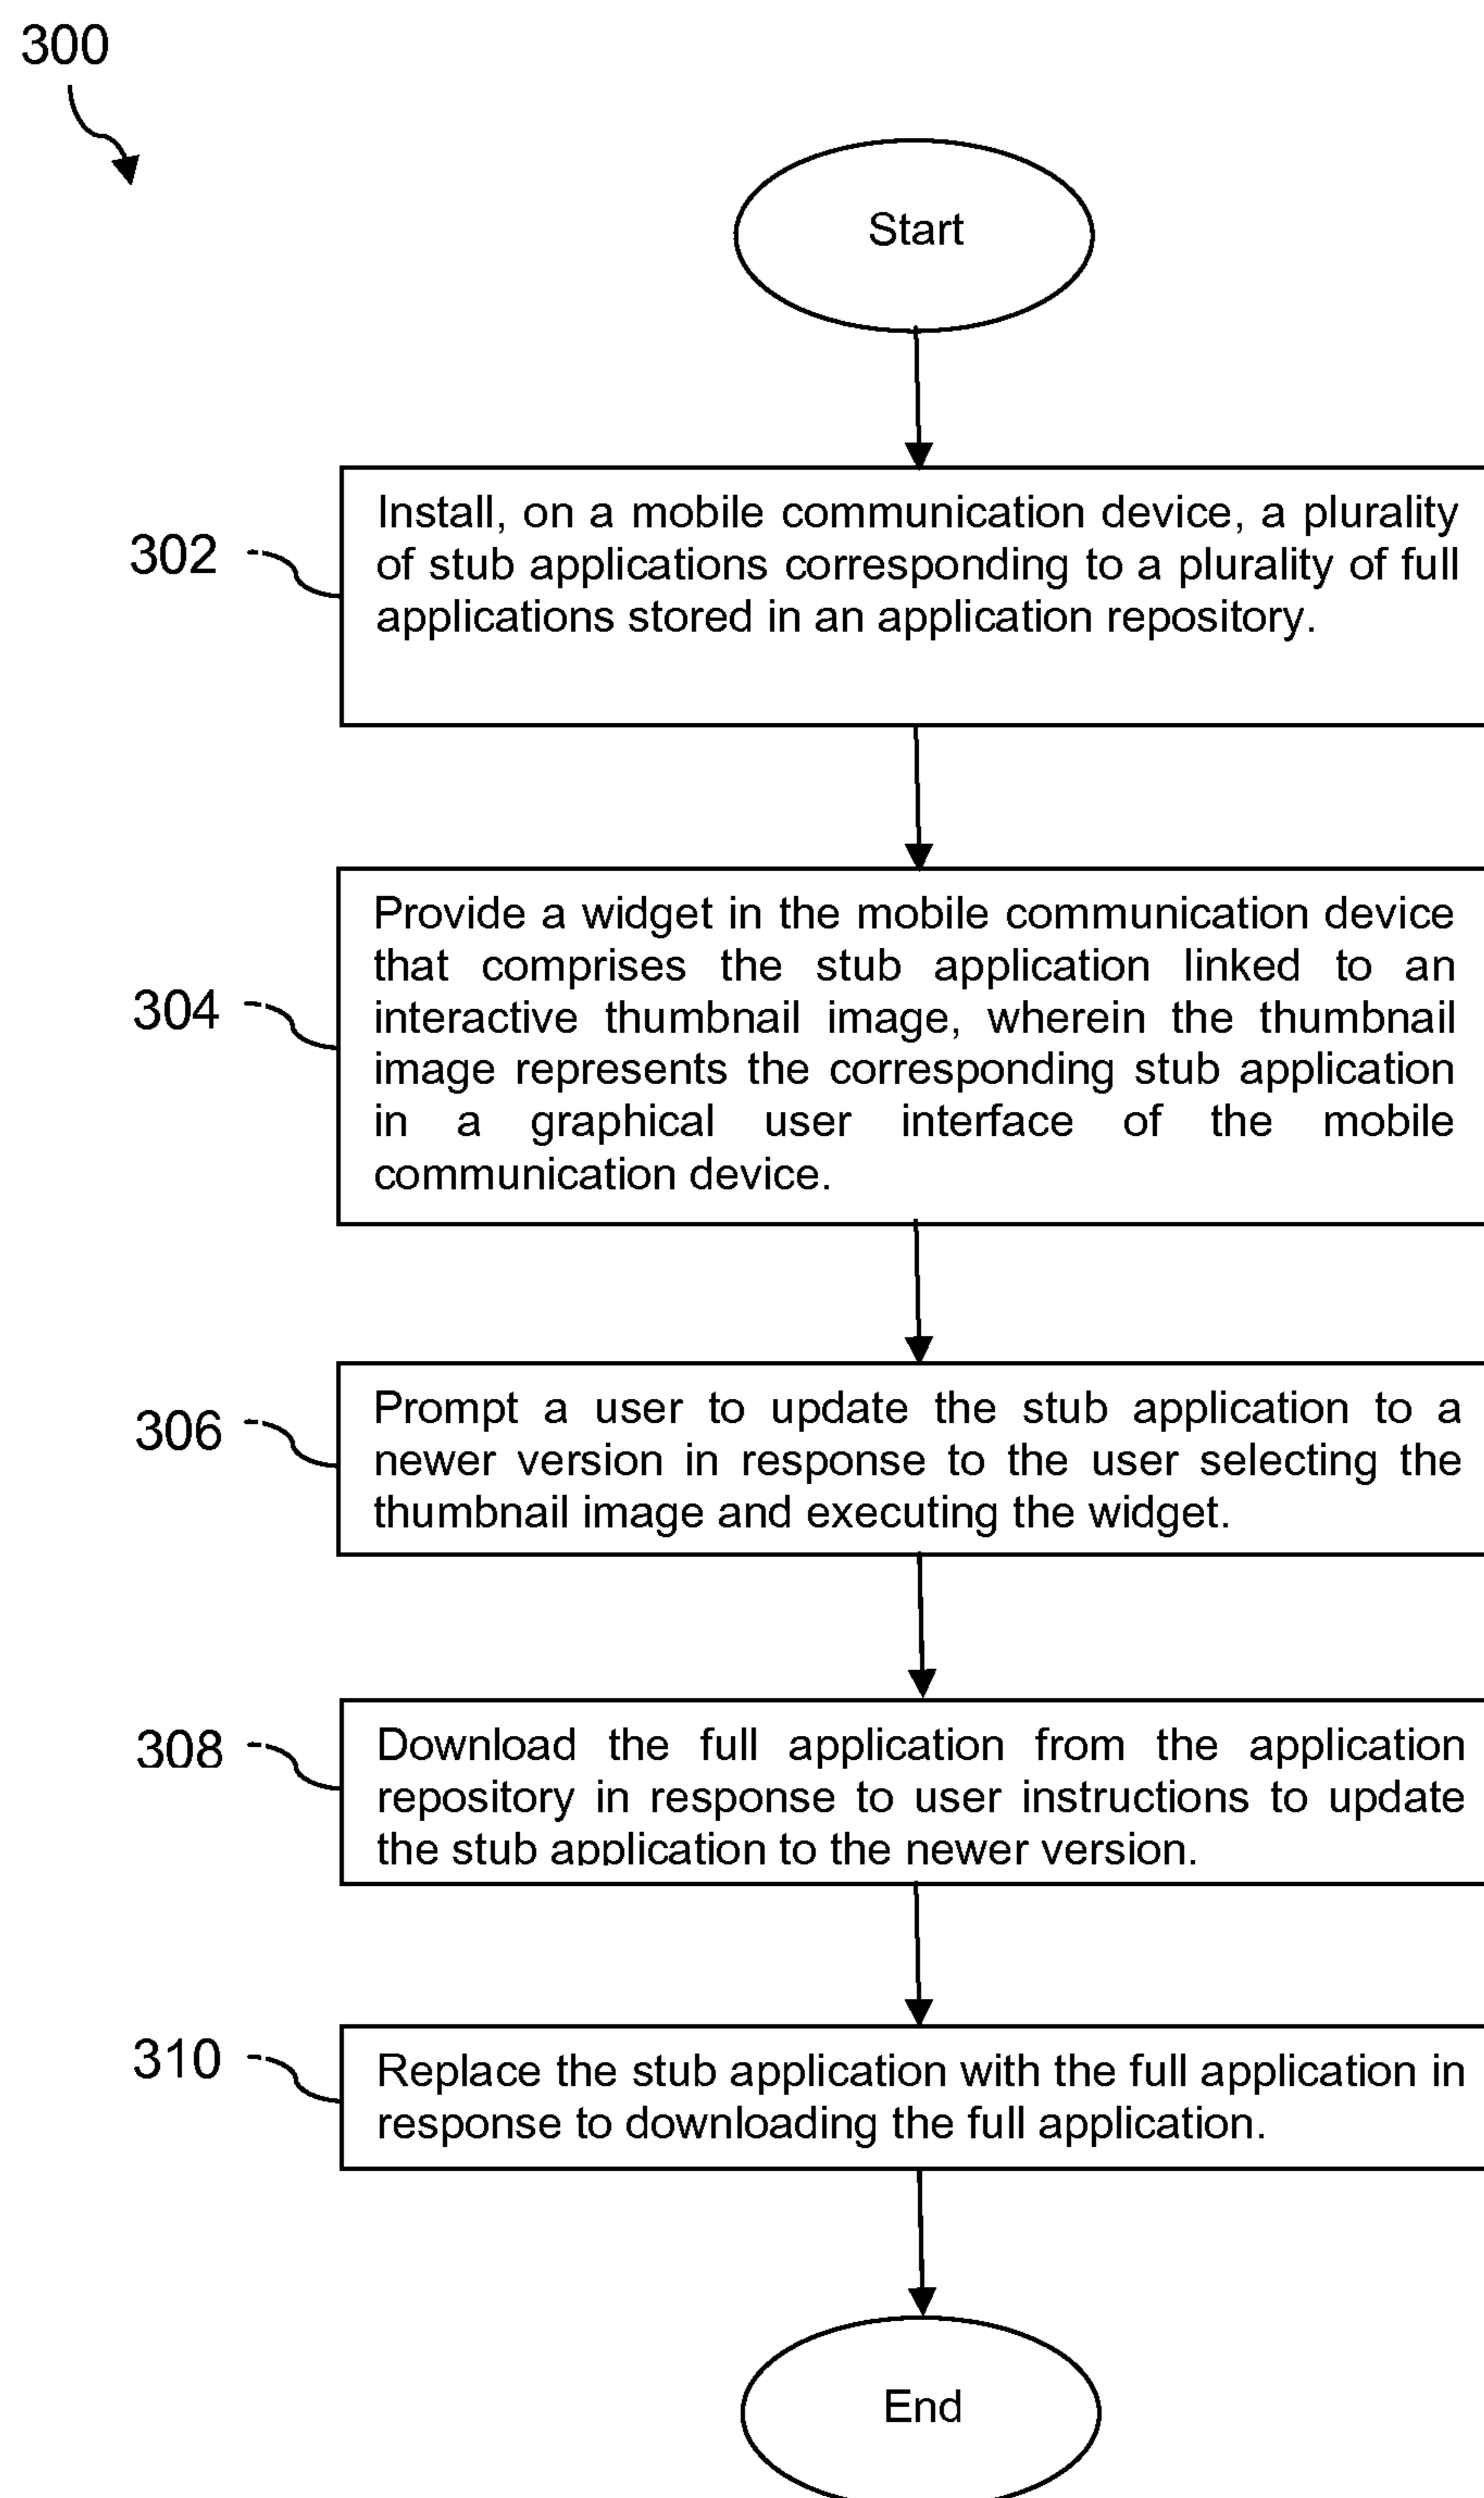 300
Start
302
Install, on a mobile communication device, a plurality
of stub applications corresponding to a plurality of full
applications stored in an application repository.
304
Provide a widget in the mobile communication device
that comprises the stub application linked to an
interactive thumbnail image, wherein the thumbnail
image represents the corresponding stub application
in a graphical user interface of the mobile
communication device.
306
Prompt a user to update the stub application to a
newer version in response to the user selecting the
thumbnail image and executing the widget.
308
Download the full application from the application
repository in response to user instructions to update
the stub application to the newer version.
310
Replace the stub application with the full application in
response to downloading the full application.
End